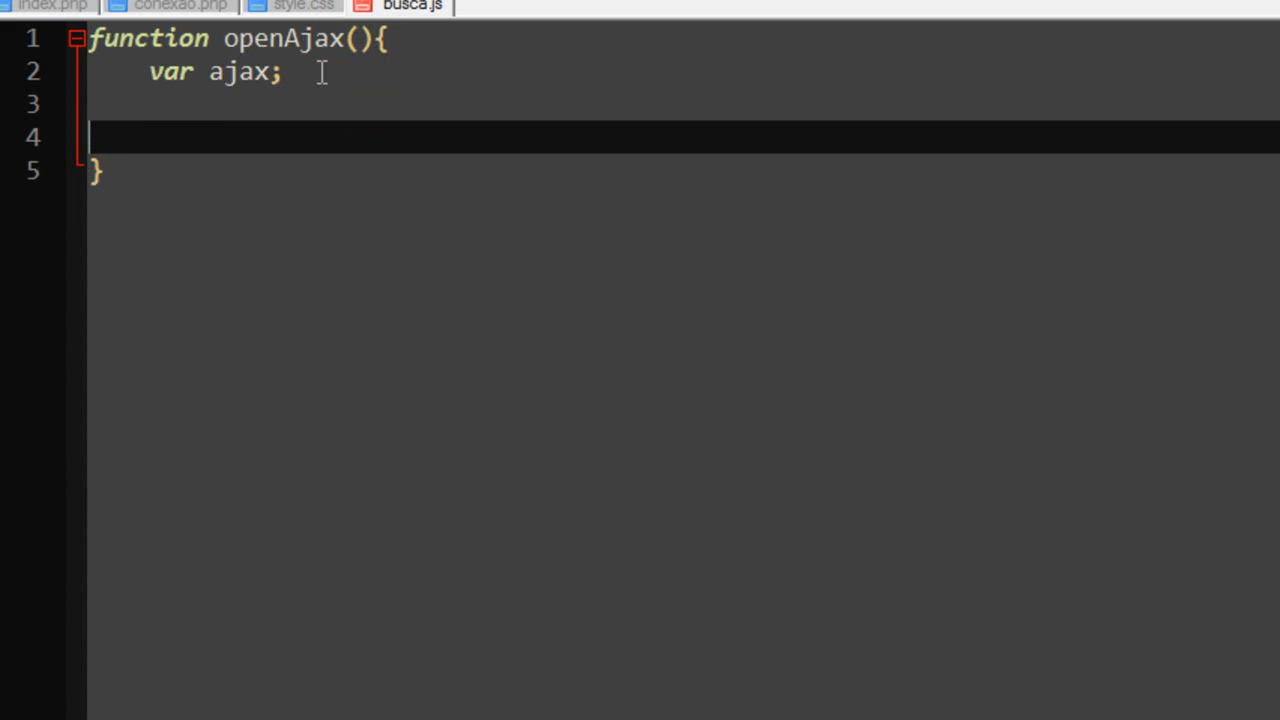 index.php conexao.php style.css busca.js
1 function openAjax(){
2 var ajax;
3
4
5 }